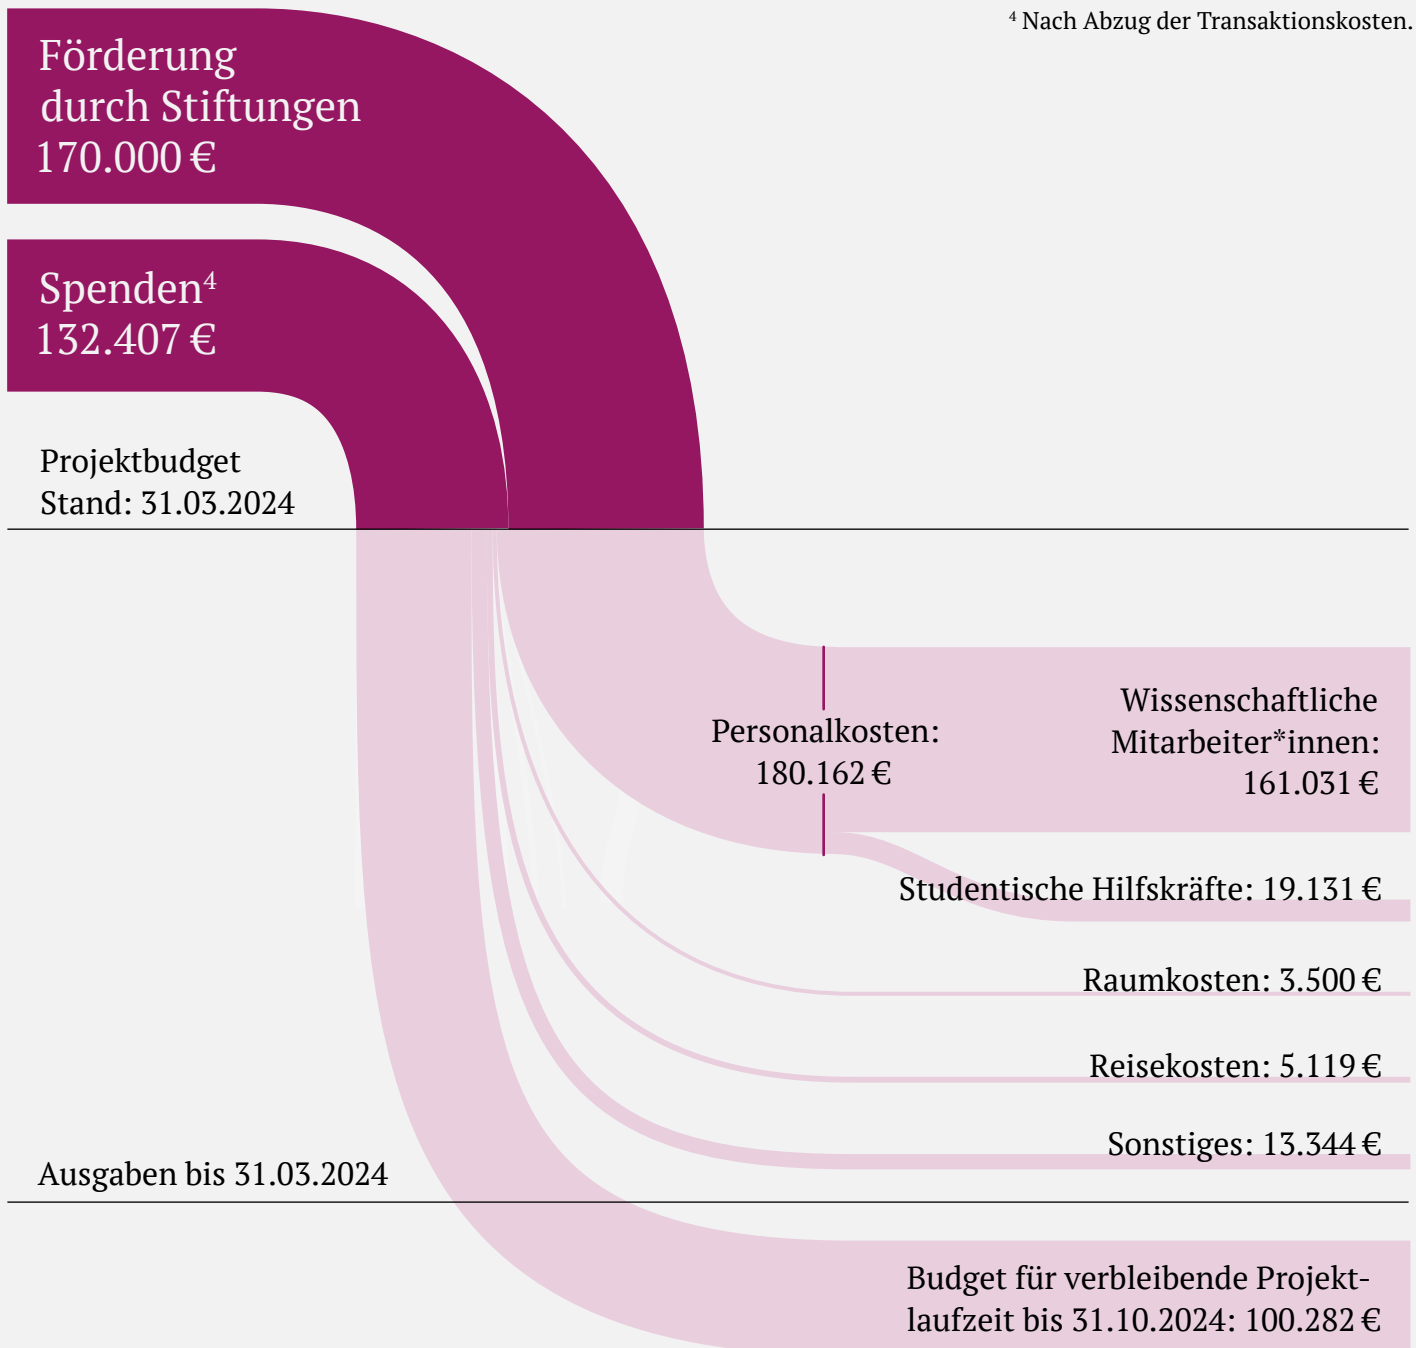 ⁴ Nach Abzug der Transaktionskosten.
Förderung
durch Stiftungen
170.000 €
Spenden⁴
132.407 €
Projektbudget
Stand: 31.03.2024
Personalkosten:
180.162 €
Wissenschaftliche
Mitarbeiter*innen:
161.031 €
Studentische Hilfskräfte: 19.131 €
Raumkosten: 3.500 €
Reisekosten: 5.119 €
Sonstiges: 13.344 €
Ausgaben bis 31.03.2024
Budget für verbleibende Projekt-
laufzeit bis 31.10.2024: 100.282 €